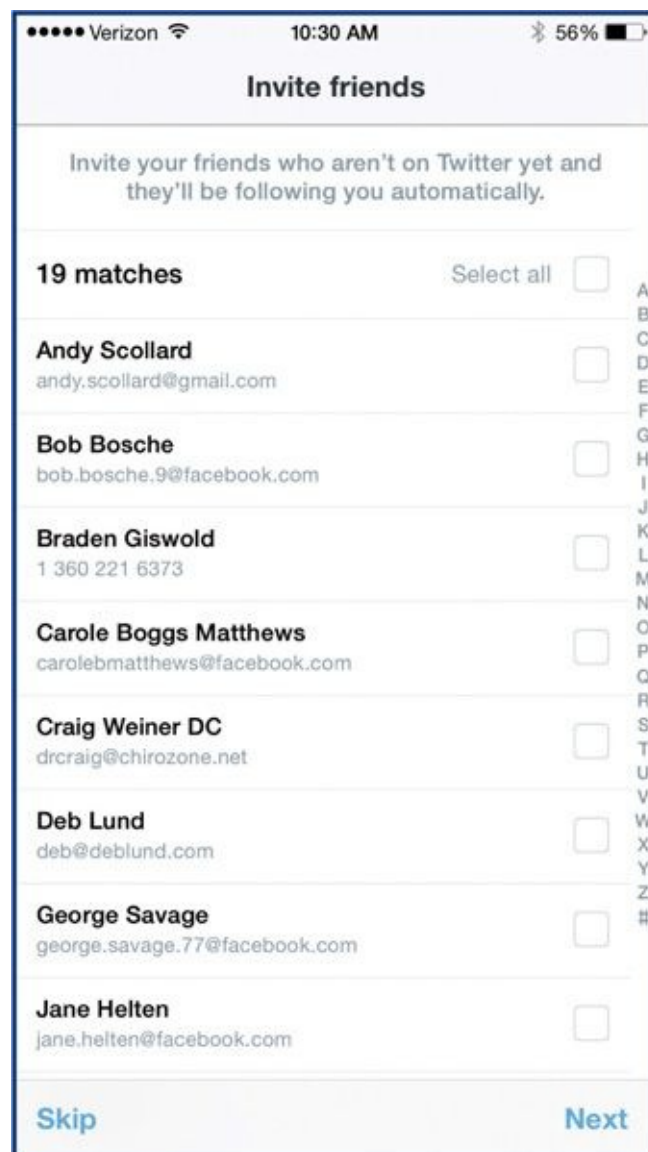 Verizon 10:30 AM 56%
Invite friends
Invite your friends who aren't on Twitter yet and
they'll be following you automatically.
19 matches Select all
Andy Scollard
andy.scollard@gmail.com
Bob Bosche
bob.bosche.9@facebook.com
Braden Giswold
1 360 221 6373
Carole Boggs Matthews
carolebmatthews@facebook.com
Craig Weiner DC
drcraig@chirozone.net
Deb Lund
deb@deblund.com
George Savage
george.savage.77@facebook.com
Jane Helten
jane.helten@facebook.com
A
B
C
D
E
F
G
H
I
J
K
L
M
N
O
P
Q
R
S
T
U
V
W
X
Y
Z
#
Skip Next